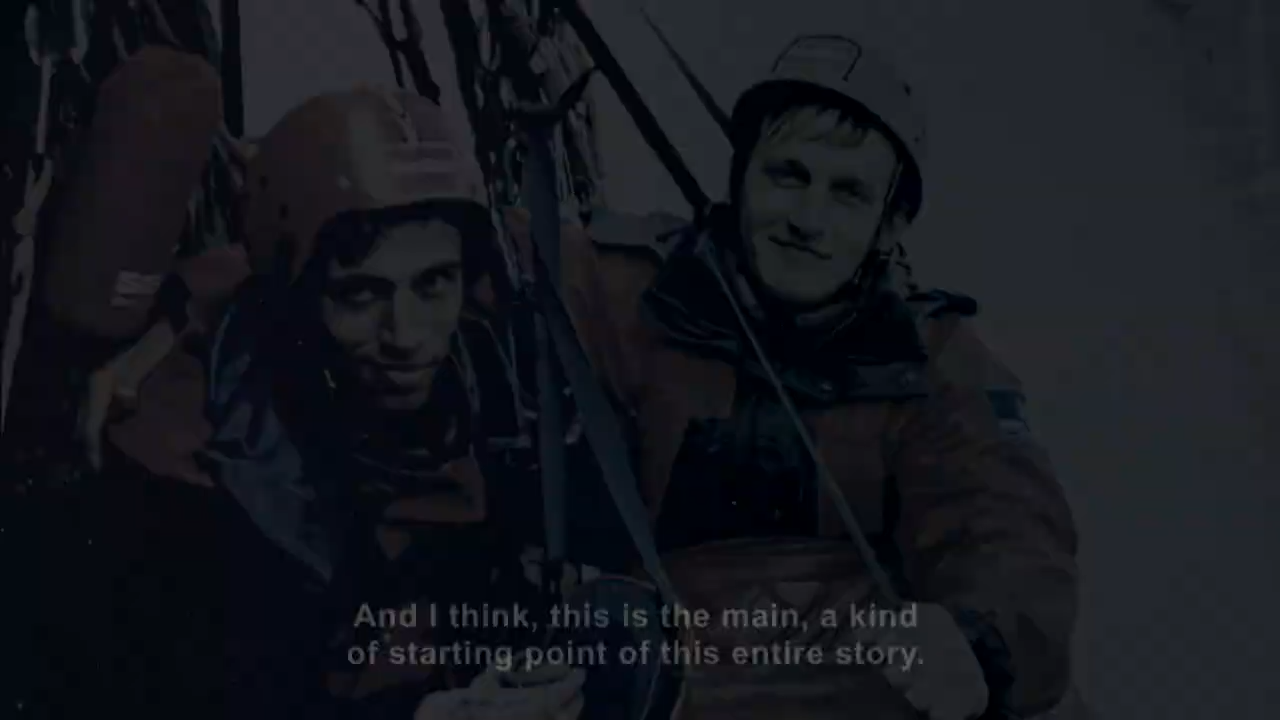 And I think, this is the main, a kind
of starting point of this entire story.